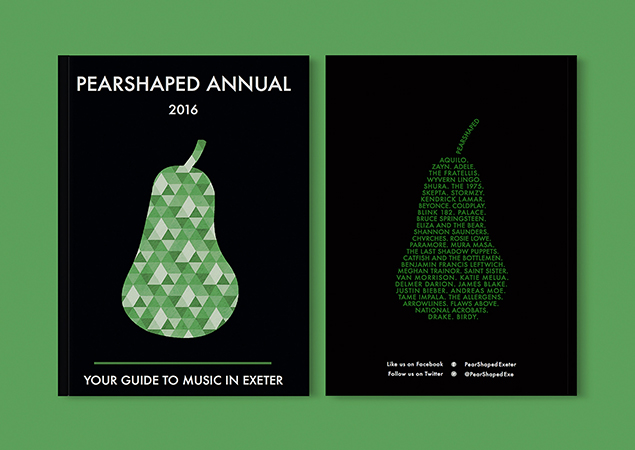 PEARSHAPED ANNUAL
2016
YOUR GUIDE TO MUSIC IN EXETER
PEARSHAPED
AQUILO.
ZAYN. ADELE.
THE FRATELLIS.
WYVERN LINGO.
SHURA. THE 1975.
SKEPTA. STORMZY.
KENDRICK LAMAR.
BEYONCE. COLDPLAY.
BLINK 182. PALACE.
BRUCE SPRINGSTEEN.
ELIZA AND THE BEAR.
SHANNON SAUNDERS.
CHVRCHES. ROSIE LOWE.
PARAMORE. MURA MASA.
THE LAST SHADOW PUPPETS.
CATFISH AND THE BOTTLEMEN.
BENJAMIN FRANCIS LEFTWICH.
MEGHAN TRAINOR. SAINT SISTER.
VAN MORRISON. KATIE MELUA.
DELMER DARION. JAMES BLAKE.
JUSTIN BIEBER. ANDREAS MOE.
TAME IMPALA. THE ALLERGENS.
ARROWLINES. FLAWS ABOVE.
NATIONAL ACROBATS.
DRAKE. BIRDY.
Like us on Facebook PearShapedExeter
Follow us on Twitter @PearShapedExe